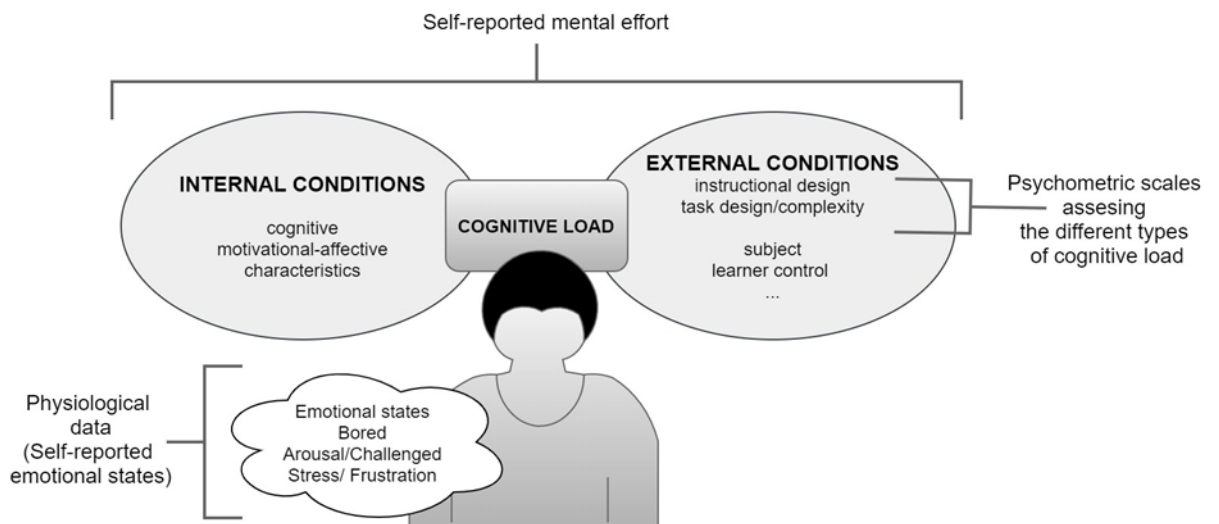 Self-reported mental effort
INTERNAL CONDITIONS
cognitive
motivational-affective
characteristics
COGNITIVE LOAD
EXTERNAL CONDITIONS
instructional design
task design/complexity
subject
learner control
...
Psychometric scales
assesing
the different types
of cognitive load
Physiological
data
(Self-reported
emotional states)
Emotional states
Bored
Arousal/Challenged
Stress/ Frustration